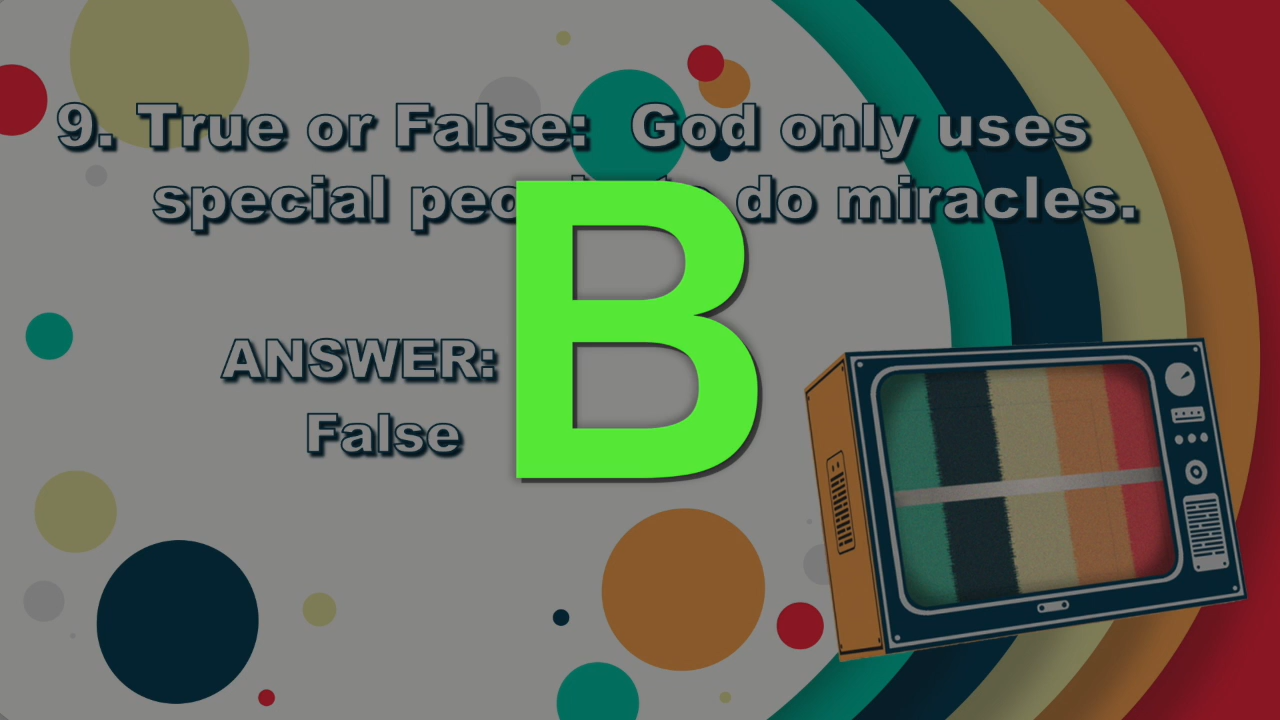 9. True or False: God only uses
special do miracles.
B
ANSWER:
False